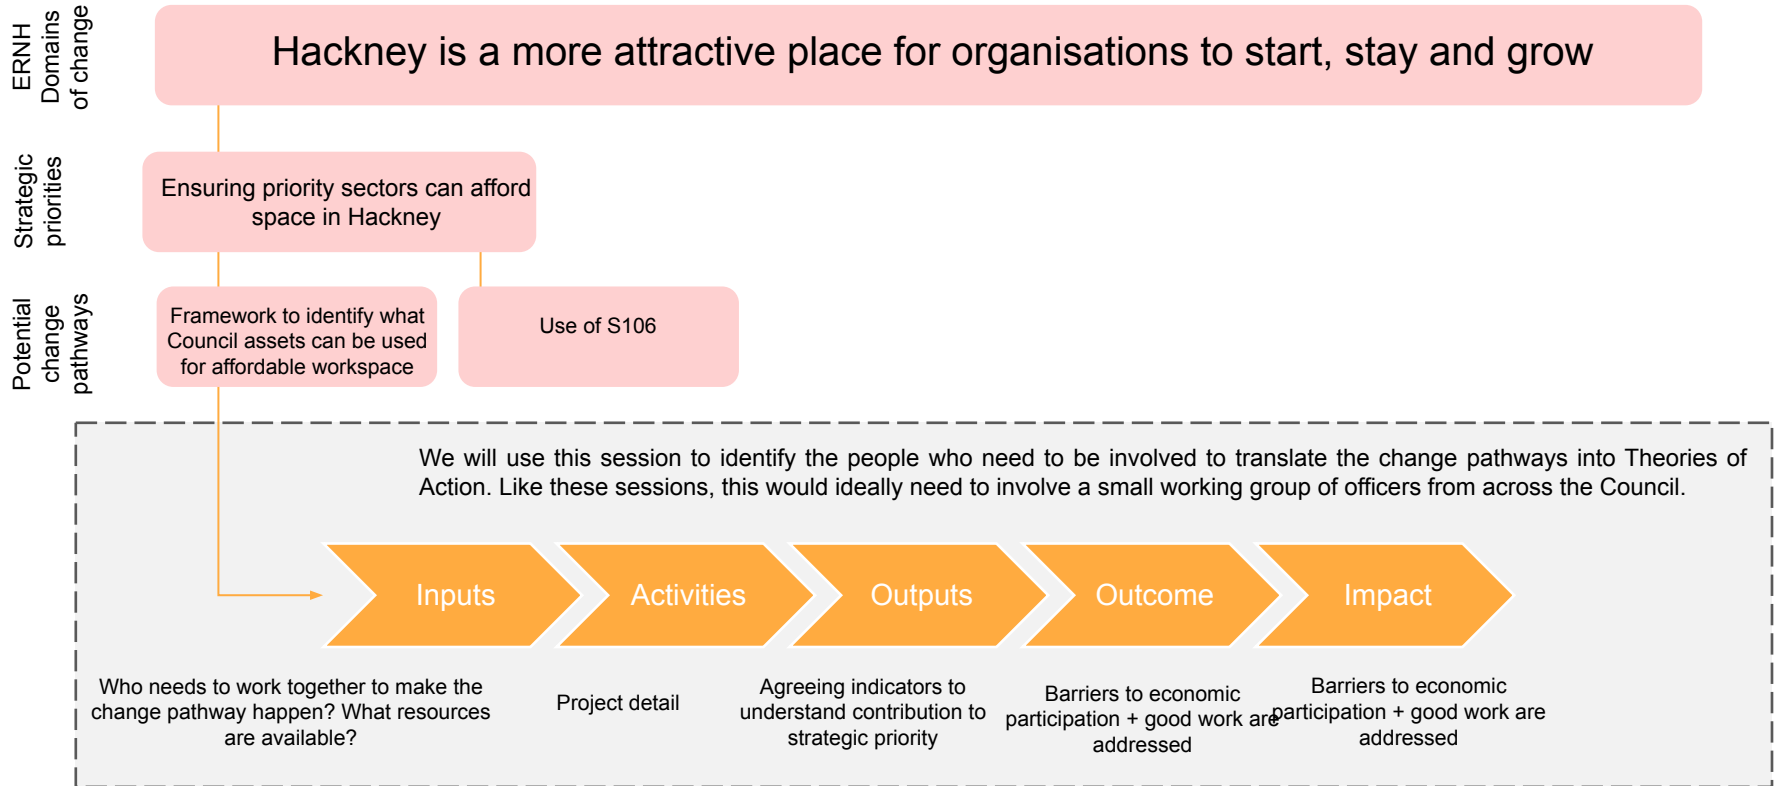 ERNH
Domains
of change
Hackney is a more attractive place for organisations to start, stay and grow
Strategic
priorities
Ensuring priority sectors can afford
space in Hackney
Potential
change
pathways
Framework to identify what
Council assets can be used
for affordable workspace
Use of S106
We will use this session to identify the people who need to be involved to translate the change pathways into Theories of
Action. Like these sessions, this would ideally need to involve a small working group of officers from across the Council.
Inputs
Activities
Outputs
Outcome
Impact
Who needs to work together to make the
change pathway happen? What resources
are available?
Project detail
Agreeing indicators to
understand contribution to
strategic priority
Barriers to economic
participation + good work are
addressed
Barriers to economic
participation + good work are
addressed